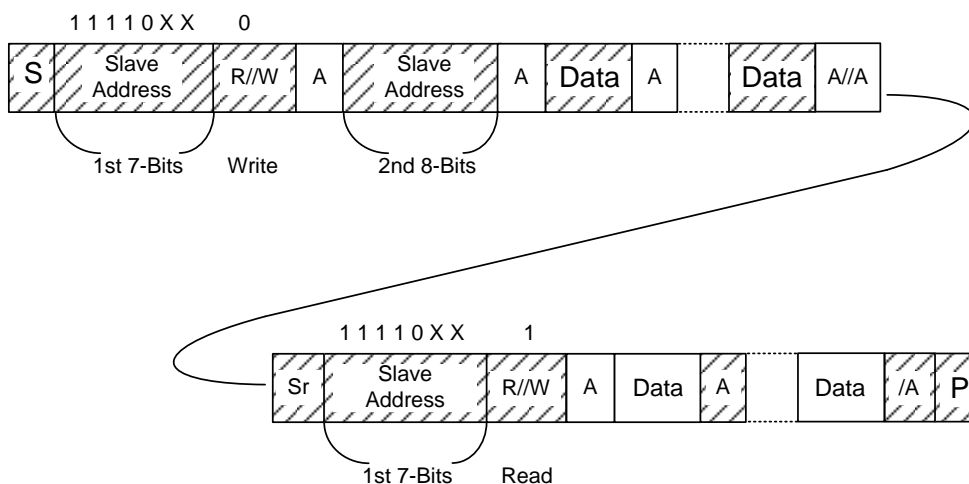 1 1 1 1 0 X X 0
S Slave Address R//W A Slave Address A Data A Data A//A
1st 7-Bits Write 2nd 8-Bits
1 1 1 1 0 X X 1
Sr Slave Address R//W A Data A Data /A P
1st 7-Bits Read